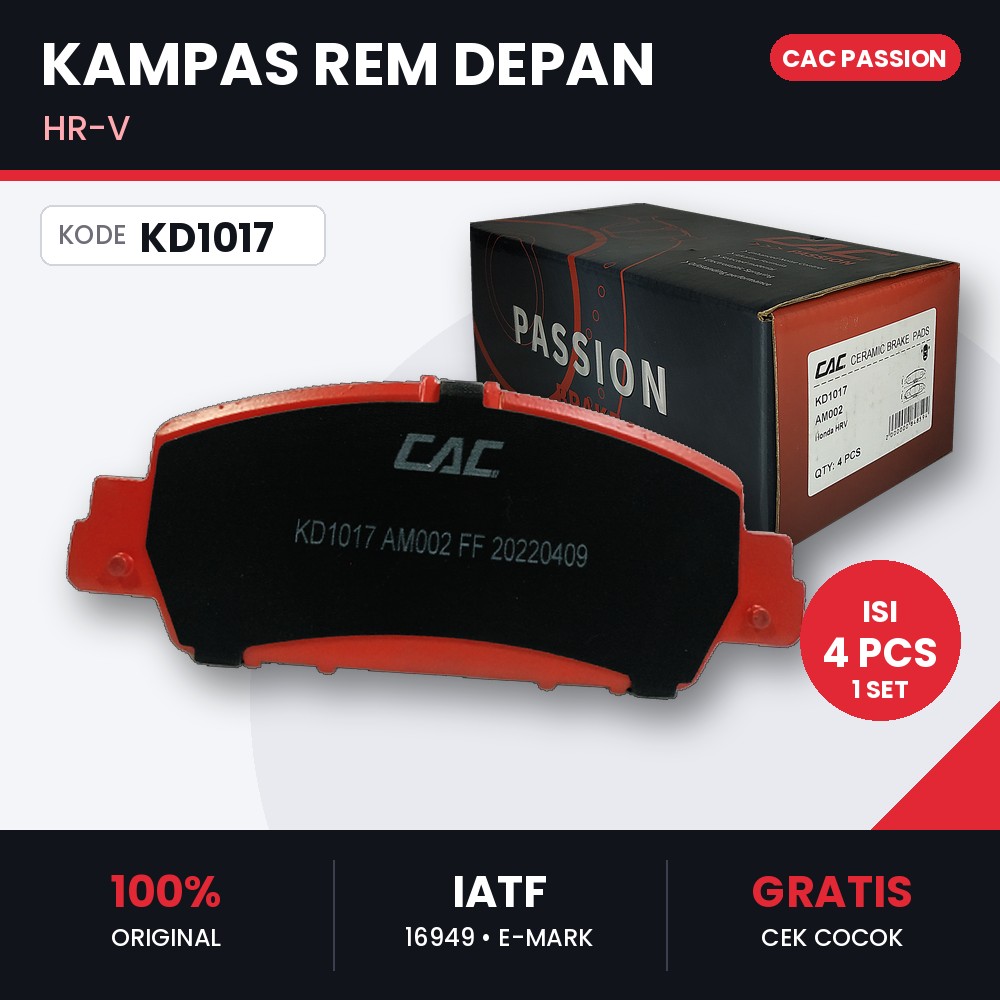 KAMPAS REM DEPAN
CAC PASSION
HR-V
KODE KD1017
CAC
PASSION
PASSION
CAC CERAMIC BRAKE PADS
KD1017
AM002
Honda HRV
QTY: 4 PCS
CAC
KD1017 AM002 FF 20220409
ISI
4 PCS
1 SET
100%
ORIGINAL
IATF
16949 • E-MARK
GRATIS
CEK COCOK